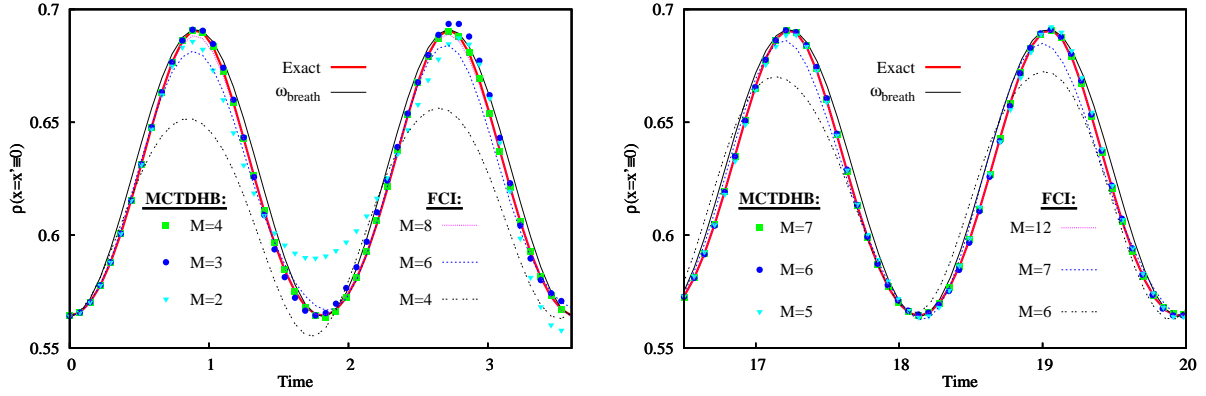 0.7
0.65
0.6
0.55
ρ(x=x'=0)
Exact
ω_breath
MCTDHB:
M=4
M=3
M=2
FCI:
M=8
M=6
M=4
0 1 2 3
Time
0.7
0.65
0.6
0.55
ρ(x=x'=0)
Exact
ω_breath
MCTDHB:
M=7
M=6
M=5
FCI:
M=12
M=7
M=6
17 18 19 20
Time